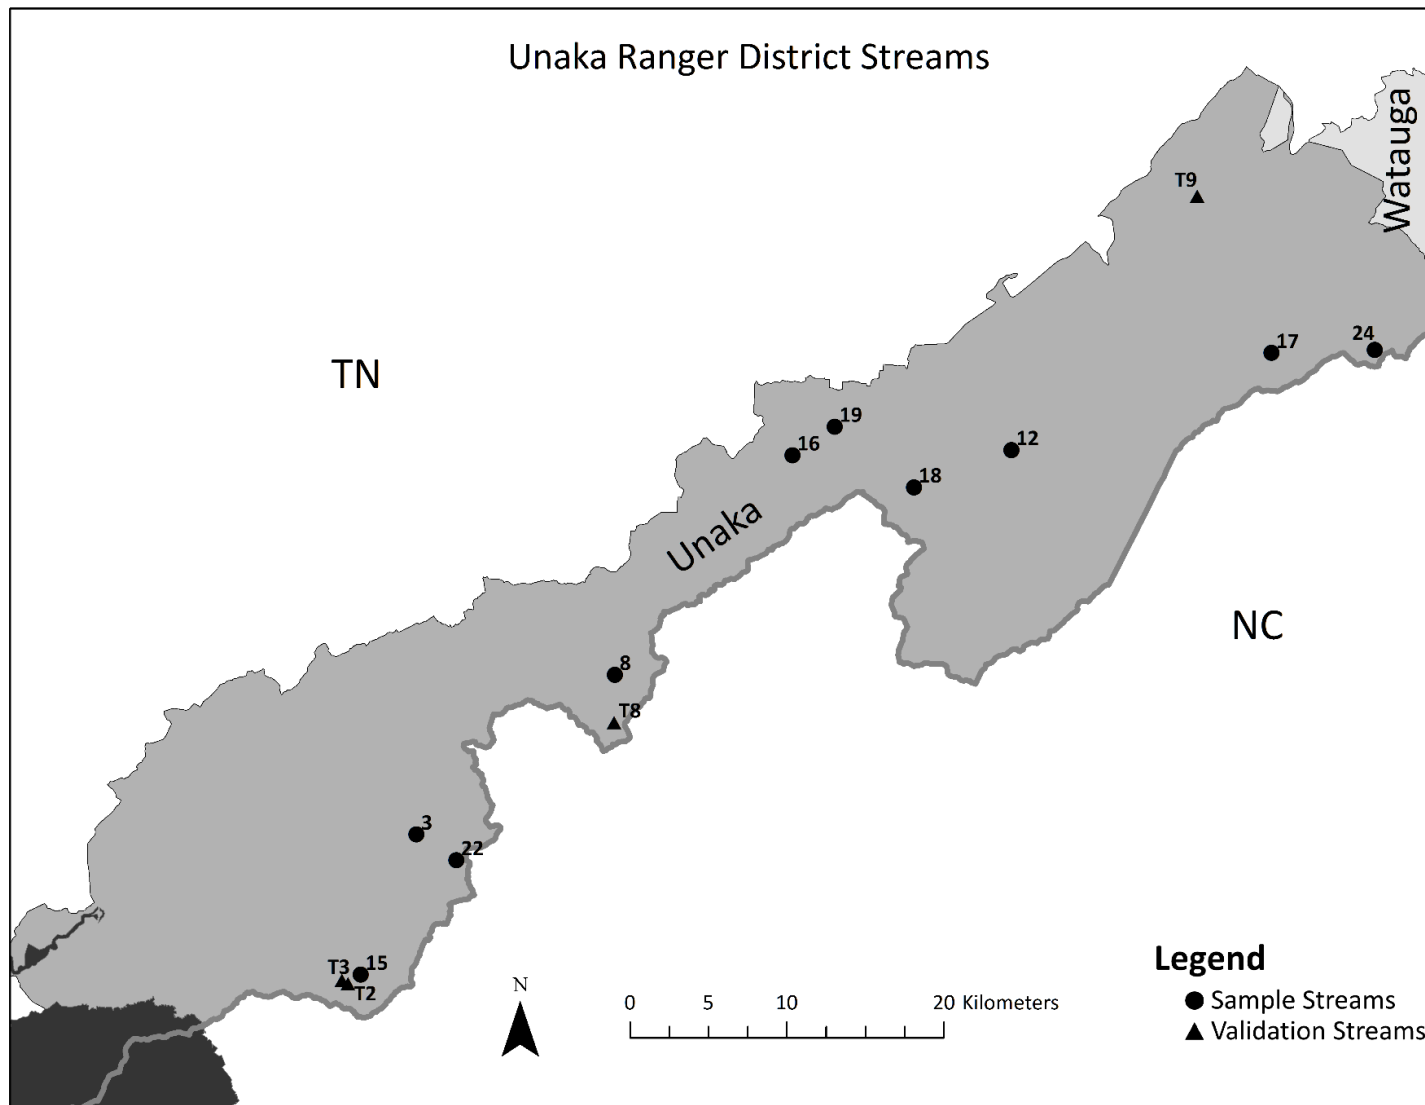 Unaka Ranger District Streams
Watauga
T9
TN
17
24
19
16
12
18
Unaka
NC
8
T8
3
22
15
T3
T2
N
0 5 10 20 Kilometers
Legend
Sample Streams
Validation Streams